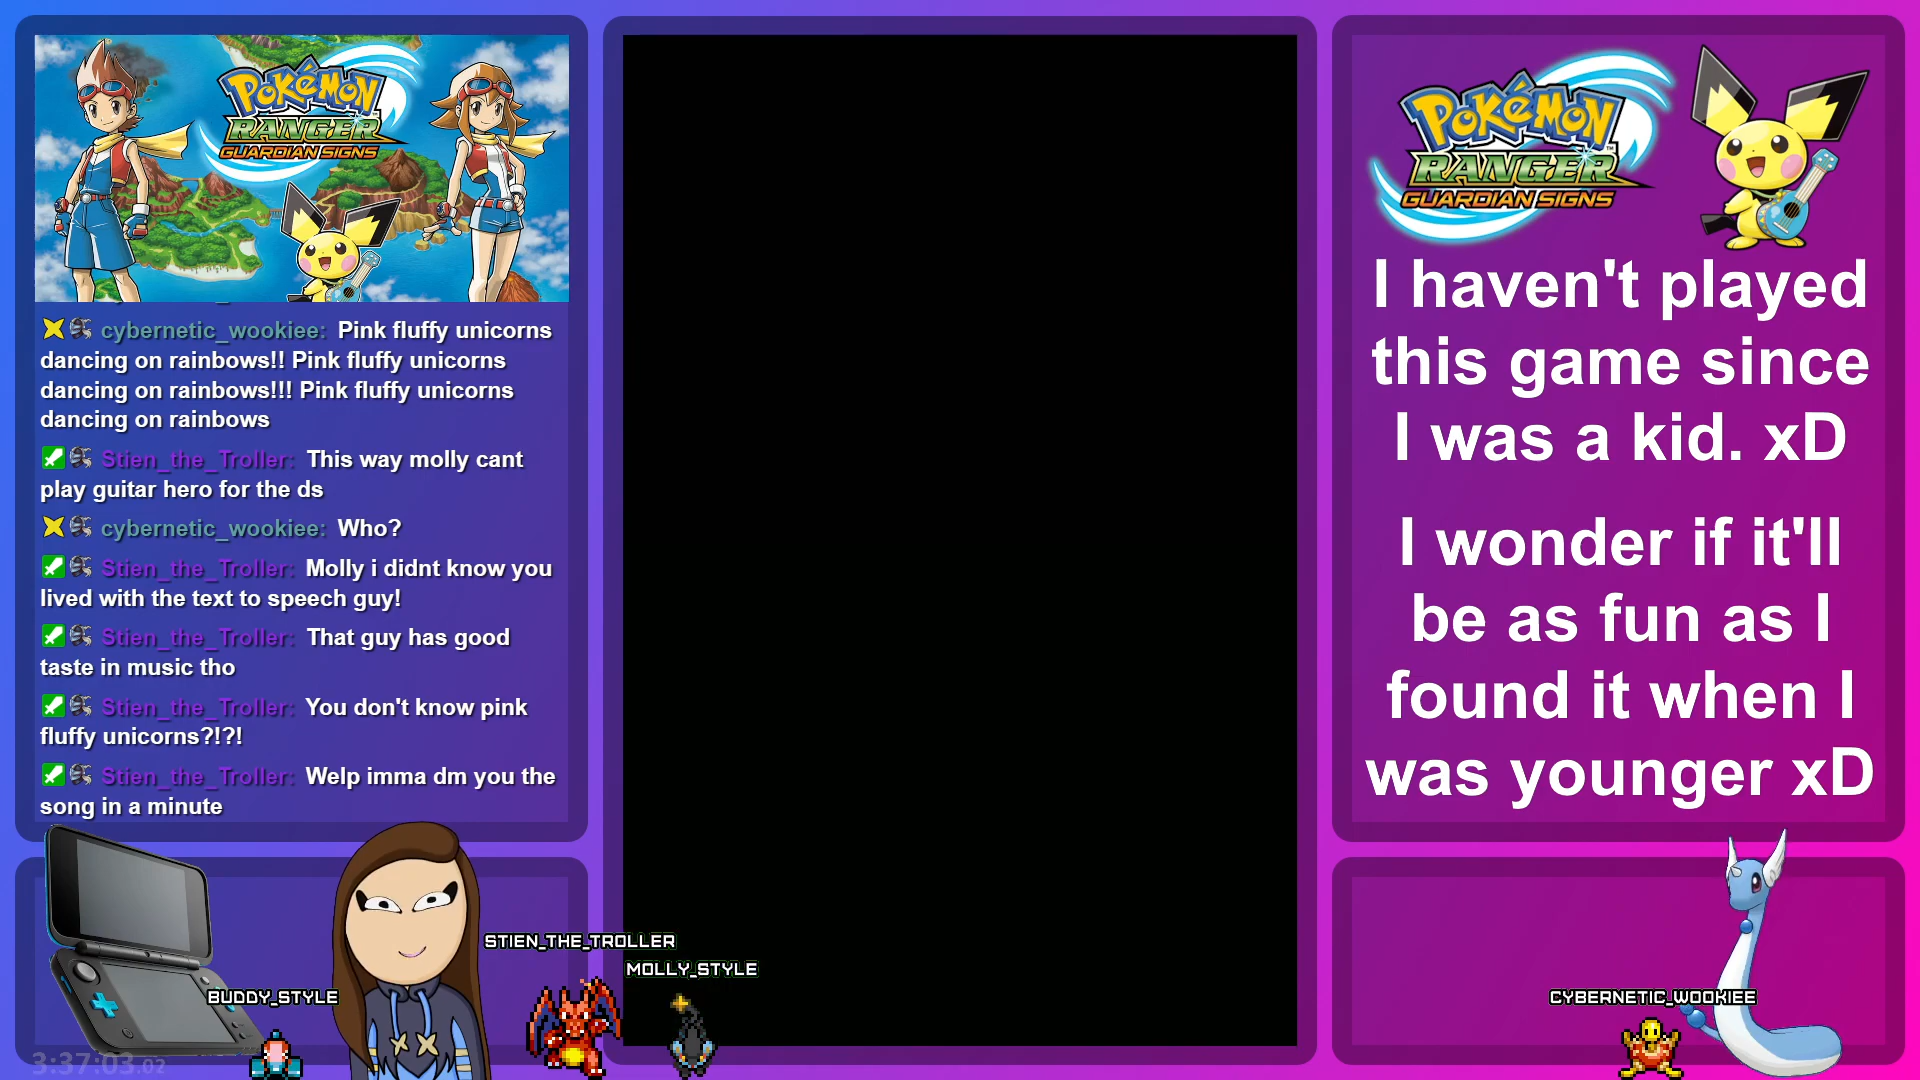 POKéMON
RANGER
GUARDIAN SIGNS
cybernetic_wookiee: Pink fluffy unicorns
dancing on rainbows!! Pink fluffy unicorns
dancing on rainbows!!! Pink fluffy unicorns
dancing on rainbows
Stien_the_Troller: This way molly cant
play guitar hero for the ds
cybernetic_wookiee: Who?
Stien_the_Troller: Molly i didnt know you
lived with the text to speech guy!
Stien_the_Troller: That guy has good
taste in music tho
Stien_the_Troller: You don't know pink
fluffy unicorns?!?!
Stien_the_Troller: Welp imma dm you the
song in a minute
POKéMON
RANGER
GUARDIAN SIGNS
I haven't played
this game since
I was a kid. xD
I wonder if it'll
be as fun as I
found it when I
was younger xD
STIEN_THE_TROLLER
MOLLY_STYLE
BUDDY_STYLE
CYBERNETIC_WOOKIEE
3:37:03.02